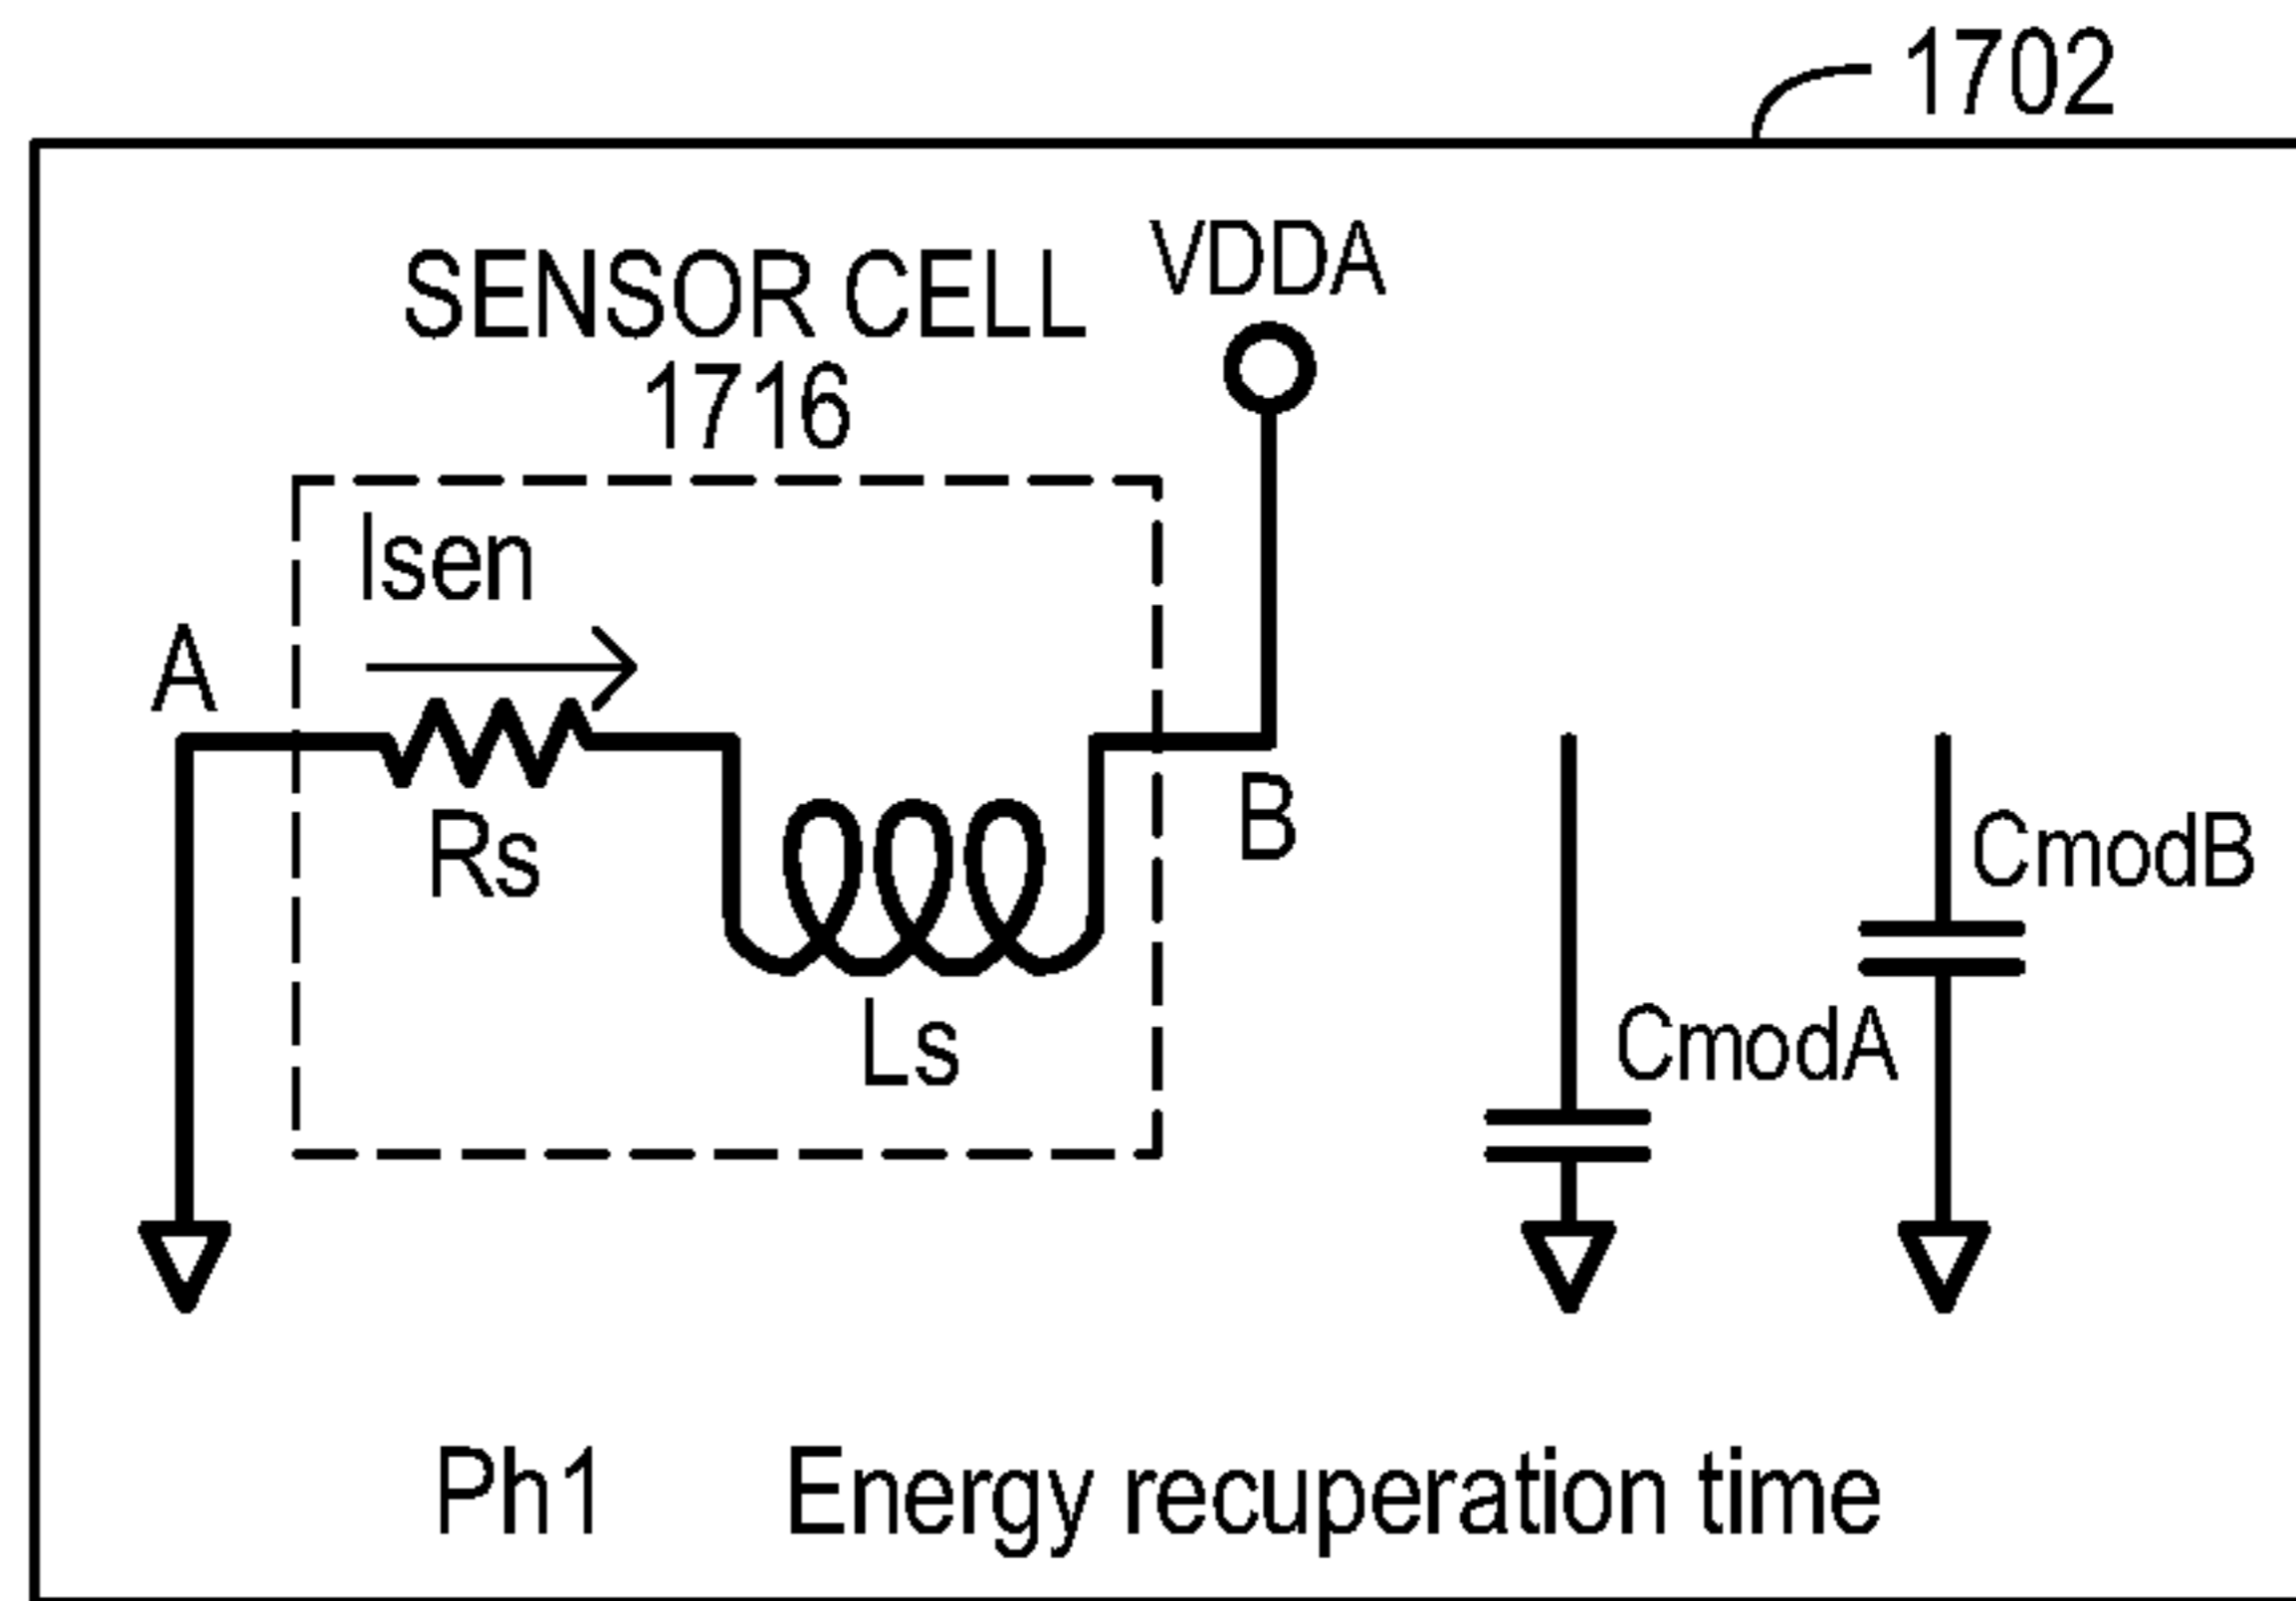 1702
SENSOR CELL
1716
VDDA
Isen
A
Rs
B
Ls
CmodB
CmodA
Ph1 Energy recuperation time